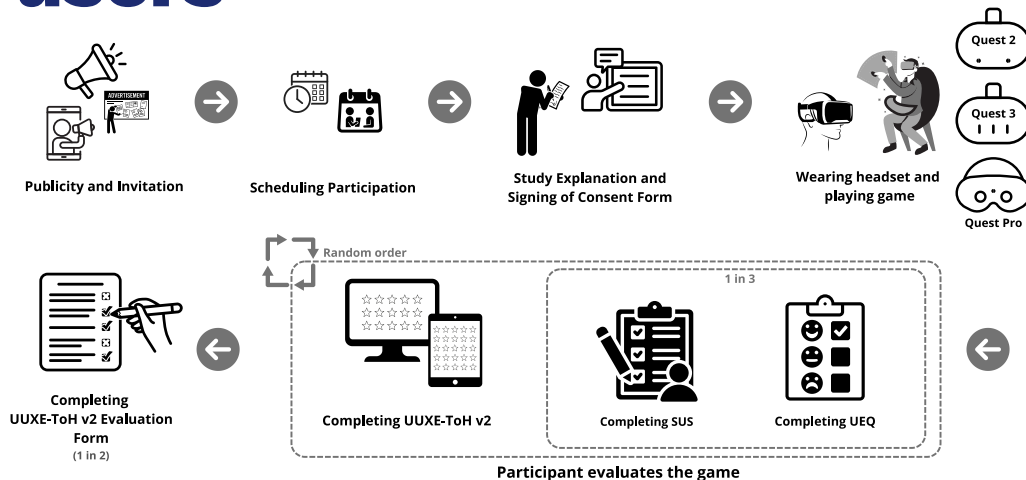 users
ADVERTISEMENT
Publicity and Invitation
Scheduling Participation
Study Explanation and
Signing of Consent Form
Wearing headset and
playing game
Quest 2
Quest 3
Quest Pro
Random order
1 in 3
Completing UUXE-ToH v2
Completing SUS
Completing UEQ
Participant evaluates the game
Completing
UUXE-ToH v2 Evaluation
Form
(1 in 2)